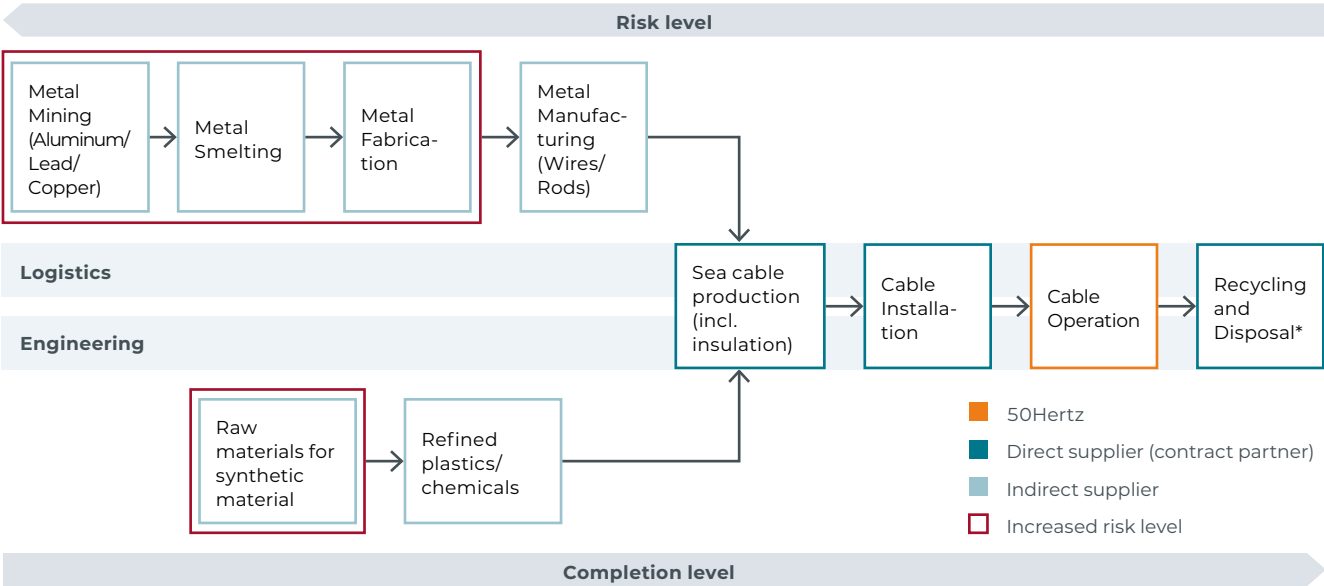 Risk level
Metal
Mining
(Aluminum/
Lead/
Copper)
Metal
Smelting
Metal
Fabrica-
tion
Metal
Manufac-
turing
(Wires/
Rods)
Logistics
Engineering
Sea cable
production
(incl.
insulation)
Cable
Installa-
tion
Cable
Operation
Recycling
and
Disposal*
Raw
materials for
synthetic
material
Refined
plastics/
chemicals
50Hertz
Direct supplier (contract partner)
Indirect supplier
Increased risk level
Completion level